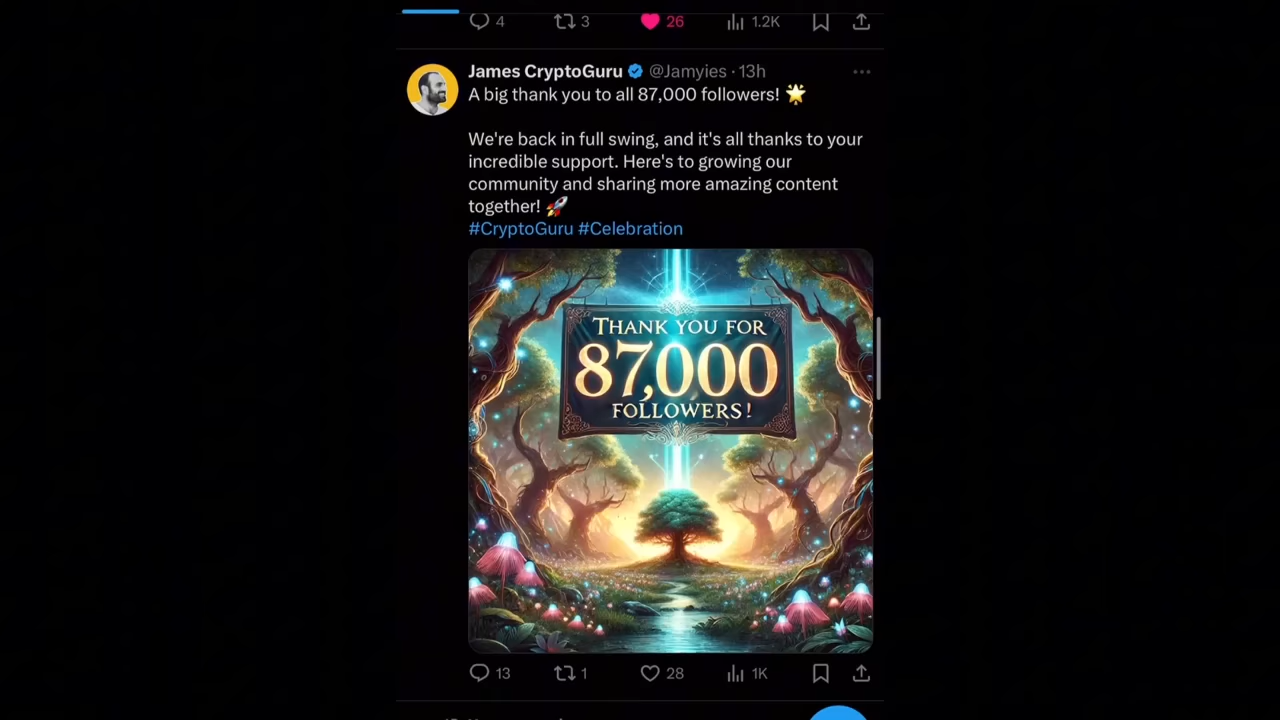 4 3 26 1.2K
James CryptoGuru @Jamyies · 13h
A big thank you to all 87,000 followers! 🌟
We're back in full swing, and it's all thanks to your
incredible support. Here's to growing our
community and sharing more amazing content
together! 🚀
#CryptoGuru #Celebration
THANK YOU FOR
87,000
FOLLOWERS!
13 1 28 1K